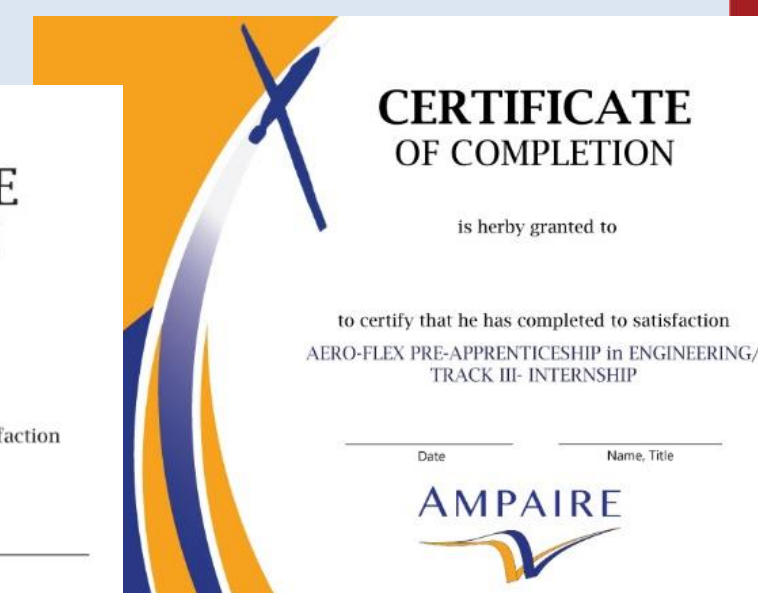 E
faction
CERTIFICATE
OF COMPLETION
is herby granted to
to certify that he has completed to satisfaction
AERO-FLEX PRE-APPRENTICESHIP in ENGINEERING/
TRACK III- INTERNSHIP
Date Name, Title
AMPAIRE